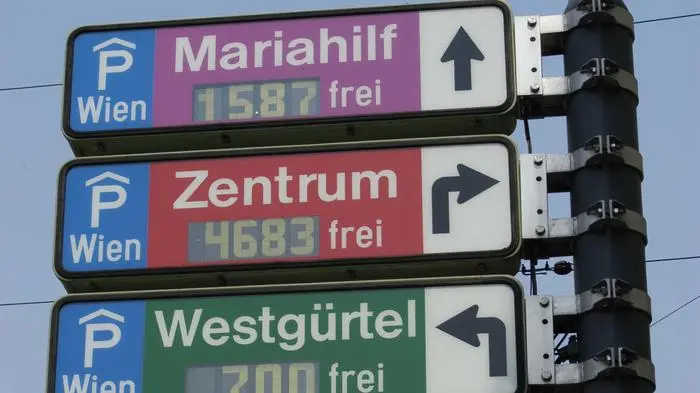 P Mariahilf
Wien 1587 frei
P Zentrum
Wien 4683 frei
P Westgürtel
Wien 700 frei